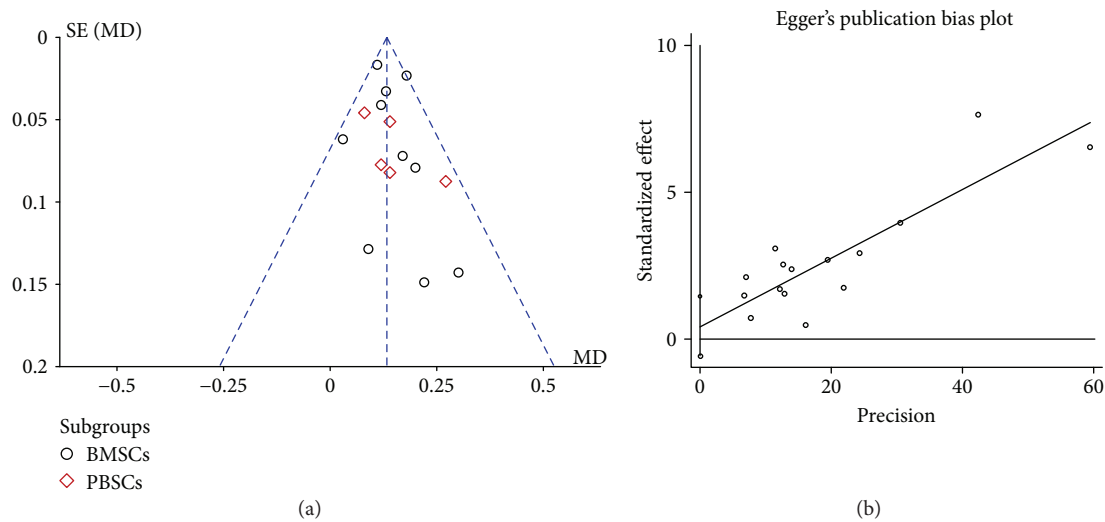 SE (MD)
0
0.05
0.1
0.15
0.2
MD
−0.5
−0.25
0
0.25
0.5
Subgroups
BMSCs
PBSCs
(a)
Egger's publication bias plot
10
5
0
Standardized effect
0
20
40
60
Precision
(b)